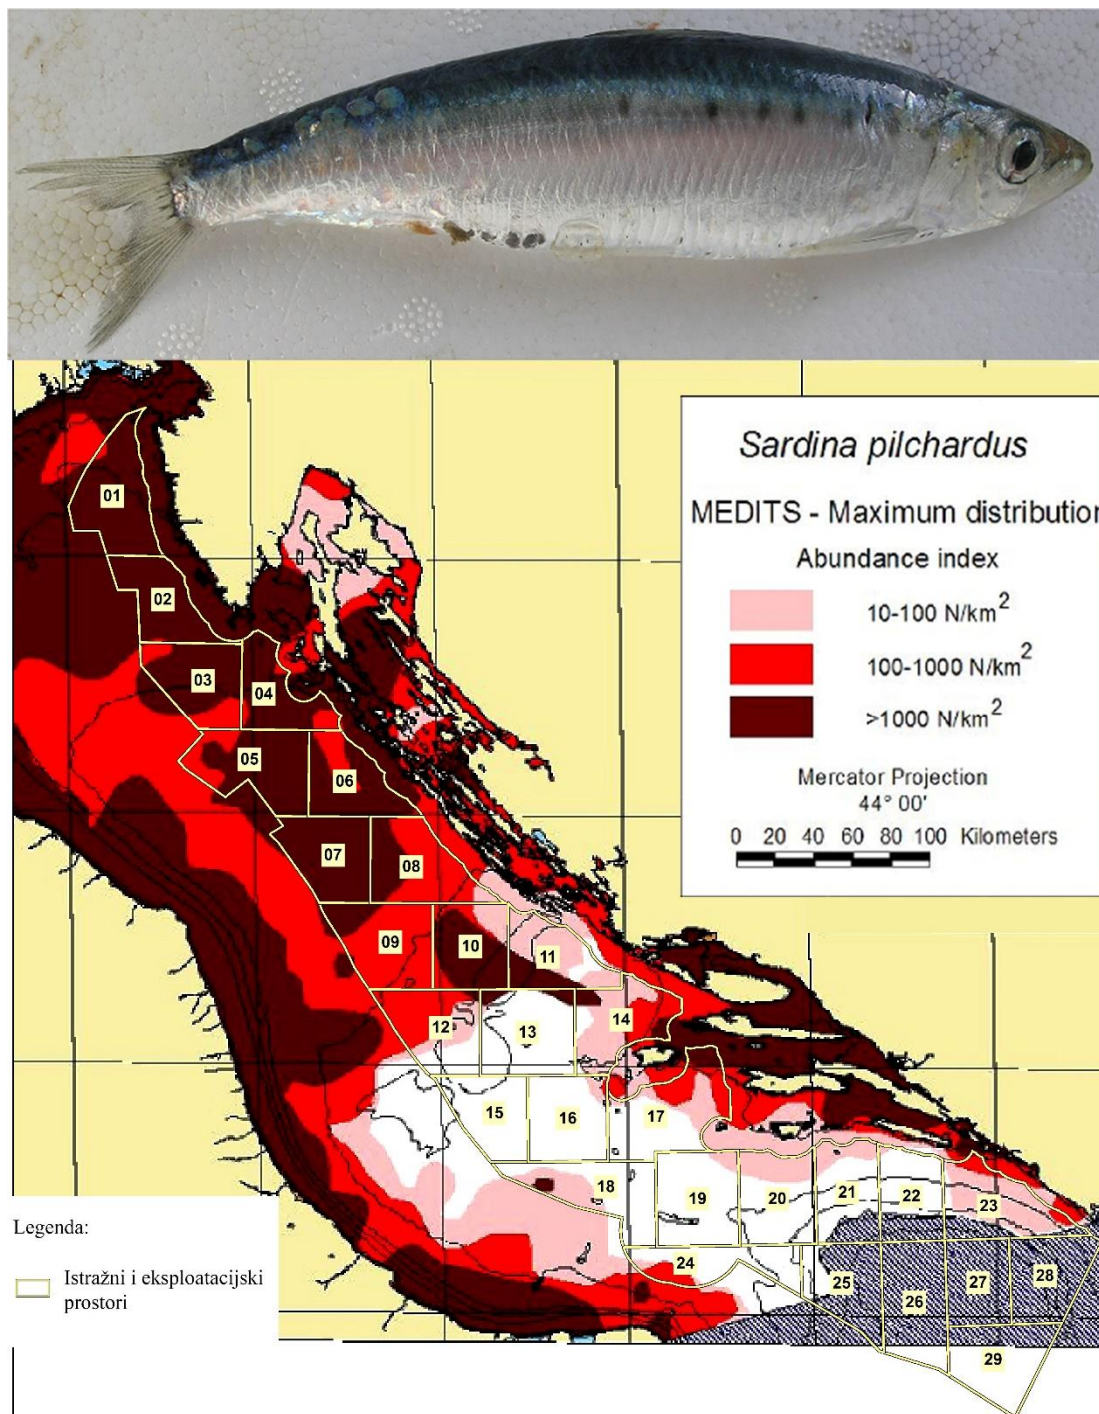 Sardina pilchardus
MEDITS - Maximum distribution
Abundance index
10-100 N/km²
100-1000 N/km²
>1000 N/km²
Mercator Projection
44° 00'
0 20 40 60 80 100 Kilometers
01
02
03
04
05
06
07
08
09
10
11
12
13
14
15
16
17
18
19
20
21
22
23
24
25
26
27
28
29
Legenda:
Istražni i eksploatacijski
prostori